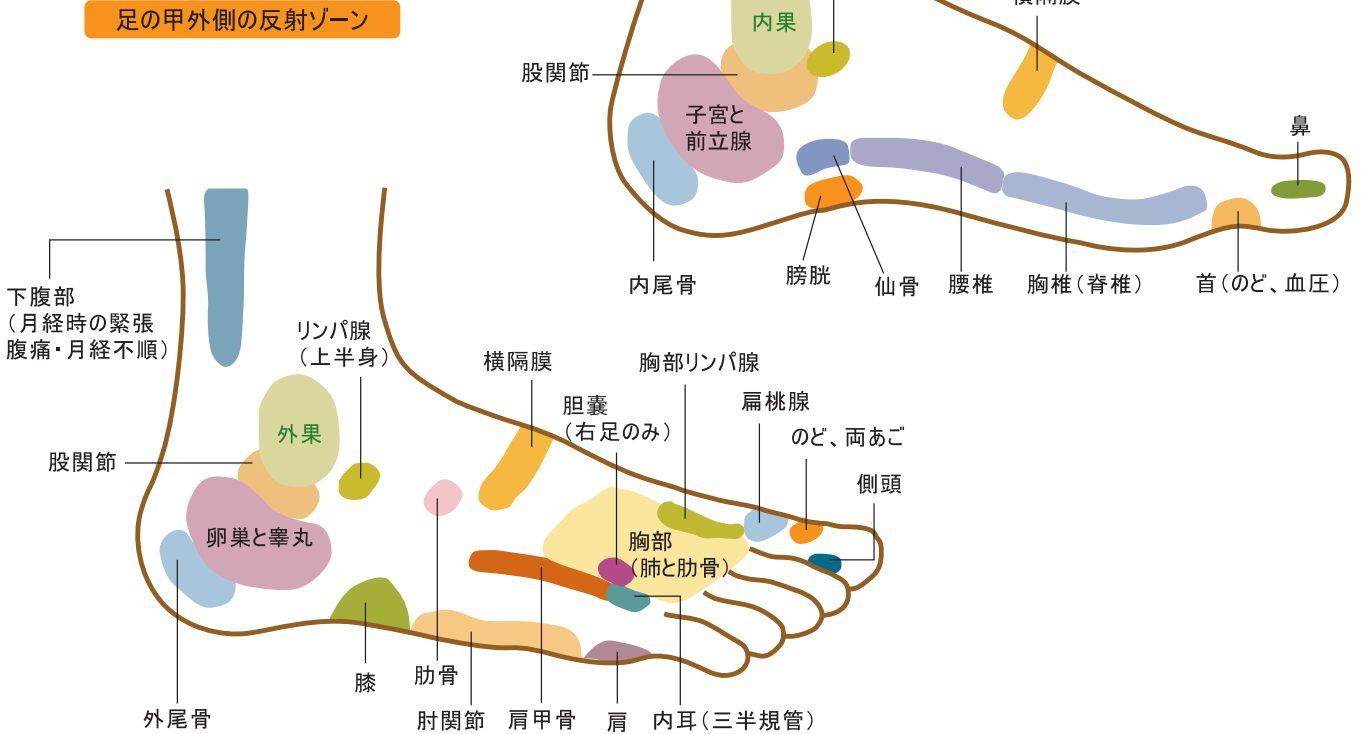 足の甲外側の反射ゾーン
内果
股関節
子宮と
前立腺
鼻
内尾骨
膀胱
仙骨
腰椎
胸椎(脊椎)
首(のど、血圧)
下腹部
(月経時の緊張
腹痛・月経不順)
リンパ腺
(上半身)
横隔膜
胸部リンパ腺
胆嚢
(右足のみ)
扁桃腺
のど、両あご
側頭
外果
股関節
卵巣と睾丸
胸部
(肺と肋骨)
膝
肋骨
外尾骨
肘関節
肩甲骨
肩
内耳(三半規管)